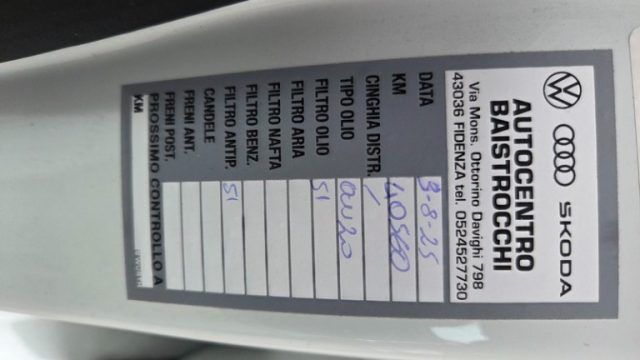 ŠKODA
AUTOCENTRO
BAISTROCCHI
Via Mons. Ottorino Davighi 798
43036 FIDENZA tel. 0524527730
DATA 3-8-25
KM 40560
CINGHIA DISTR. /
TIPO OLIO 0W20
FILTRO OLIO SI
FILTRO ARIA
FILTRO NAFTA
FILTRO BENZ.
FILTRO ANTIP. SI
CANDELE
FRENI ANT.
FRENI POST.
PROSSIMO CONTROLLO A
KM